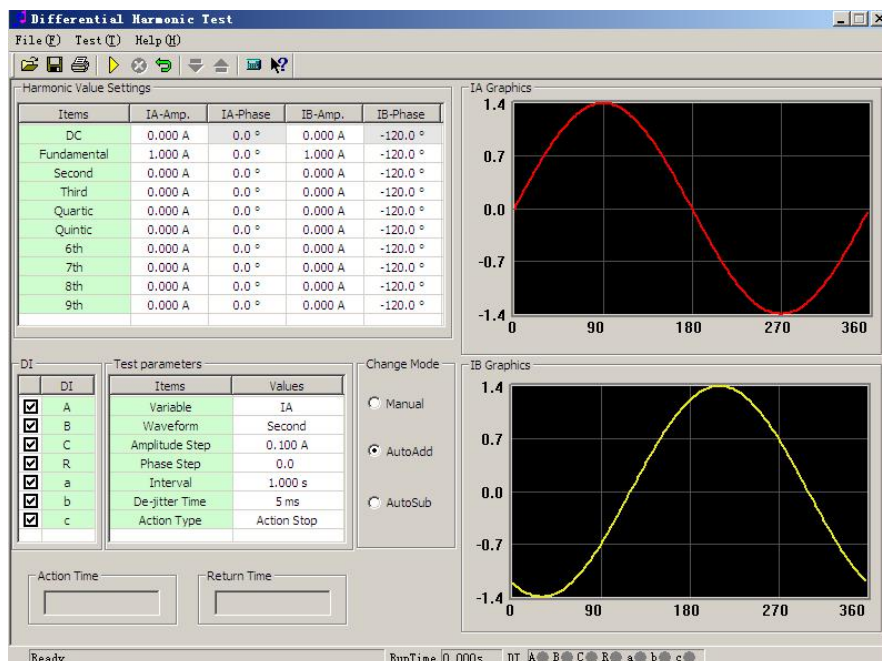 Differential Harmonic Test
File(F) Test(T) Help(H)
Harmonic Value Settings
Items IA-Amp. IA-Phase IB-Amp. IB-Phase
DC 0.000 A 0.0 ° 0.000 A -120.0 °
Fundamental 1.000 A 0.0 ° 1.000 A -120.0 °
Second 0.000 A 0.0 ° 0.000 A -120.0 °
Third 0.000 A 0.0 ° 0.000 A -120.0 °
Quartic 0.000 A 0.0 ° 0.000 A -120.0 °
Quintic 0.000 A 0.0 ° 0.000 A -120.0 °
6th 0.000 A 0.0 ° 0.000 A -120.0 °
7th 0.000 A 0.0 ° 0.000 A -120.0 °
8th 0.000 A 0.0 ° 0.000 A -120.0 °
9th 0.000 A 0.0 ° 0.000 A -120.0 °
IA Graphics
1.4
0.7
0.0
-0.7
-1.4
0 90 180 270 360
DI
DI
A
B
C
R
a
b
c
Test parameters
Items Values
Variable IA
Waveform Second
Amplitude Step 0.100 A
Phase Step 0.0
Interval 1.000 s
De-jitter Time 5 ms
Action Type Action Stop
Change Mode
Manual
AutoAdd
AutoSub
IB Graphics
1.4
0.7
0.0
-0.7
-1.4
0 90 180 270 360
Action Time
Return Time
Ready RunTime 0.000s DI A B C R a b c